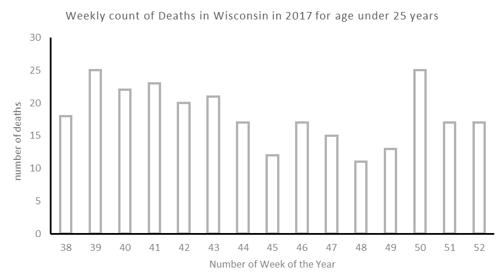 Weekly count of Deaths in Wisconsin in 2017 for age under 25 years
30
25
20
15
10
5
0
number of deaths
38 39 40 41 42 43 44 45 46 47 48 49 50 51 52
Number of Week of the Year